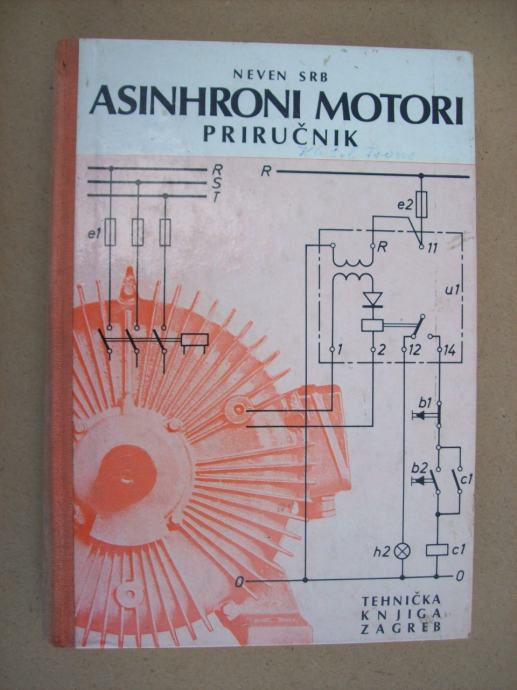 NEVEN SRB
ASINHRONI MOTORI
PRIRUČNIK
R
S
T
R
e1
e2
R
11
u1
1
2
12
14
b1
b2
c1
h2
c1
0
0
TEHNIČKA
KNJIGA
ZAGREB